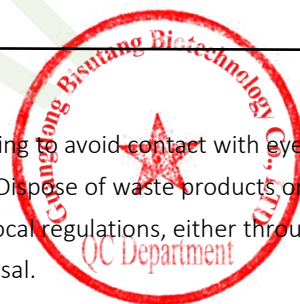 Guangdong Bisutang Biotechnology Co., LTD
QC Department
ing to avoid contact with eye
Dispose of waste products or
ocal regulations, either throu
sal.